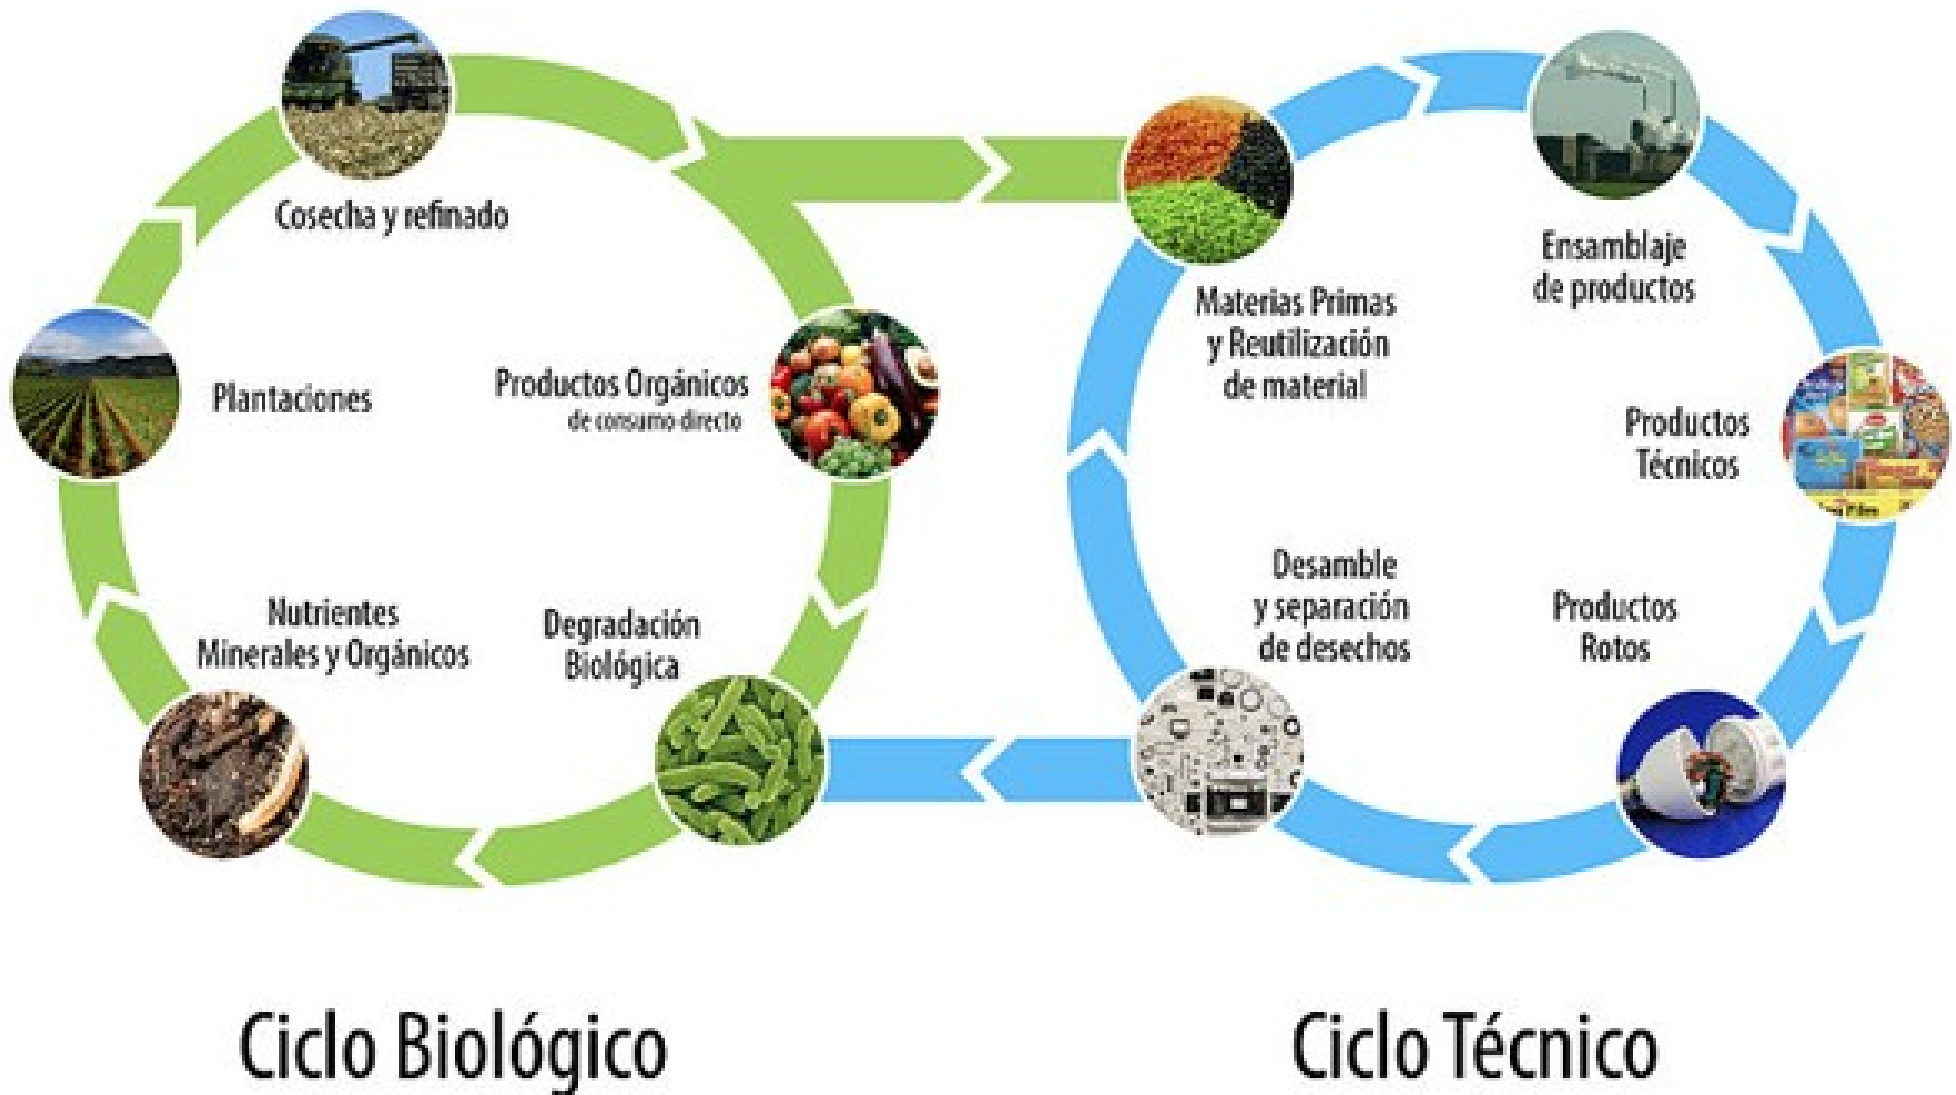 Cosecha y refinado
Plantaciones
Productos Orgánicos
de consumo directo
Nutrientes
Minerales y Orgánicos
Degradación
Biológica
Materias Primas
y Reutilización
de material
Ensamblaje
de productos
Productos
Técnicos
Desamble
y separación
de desechos
Productos
Rotos
Ciclo Biológico
Ciclo Técnico